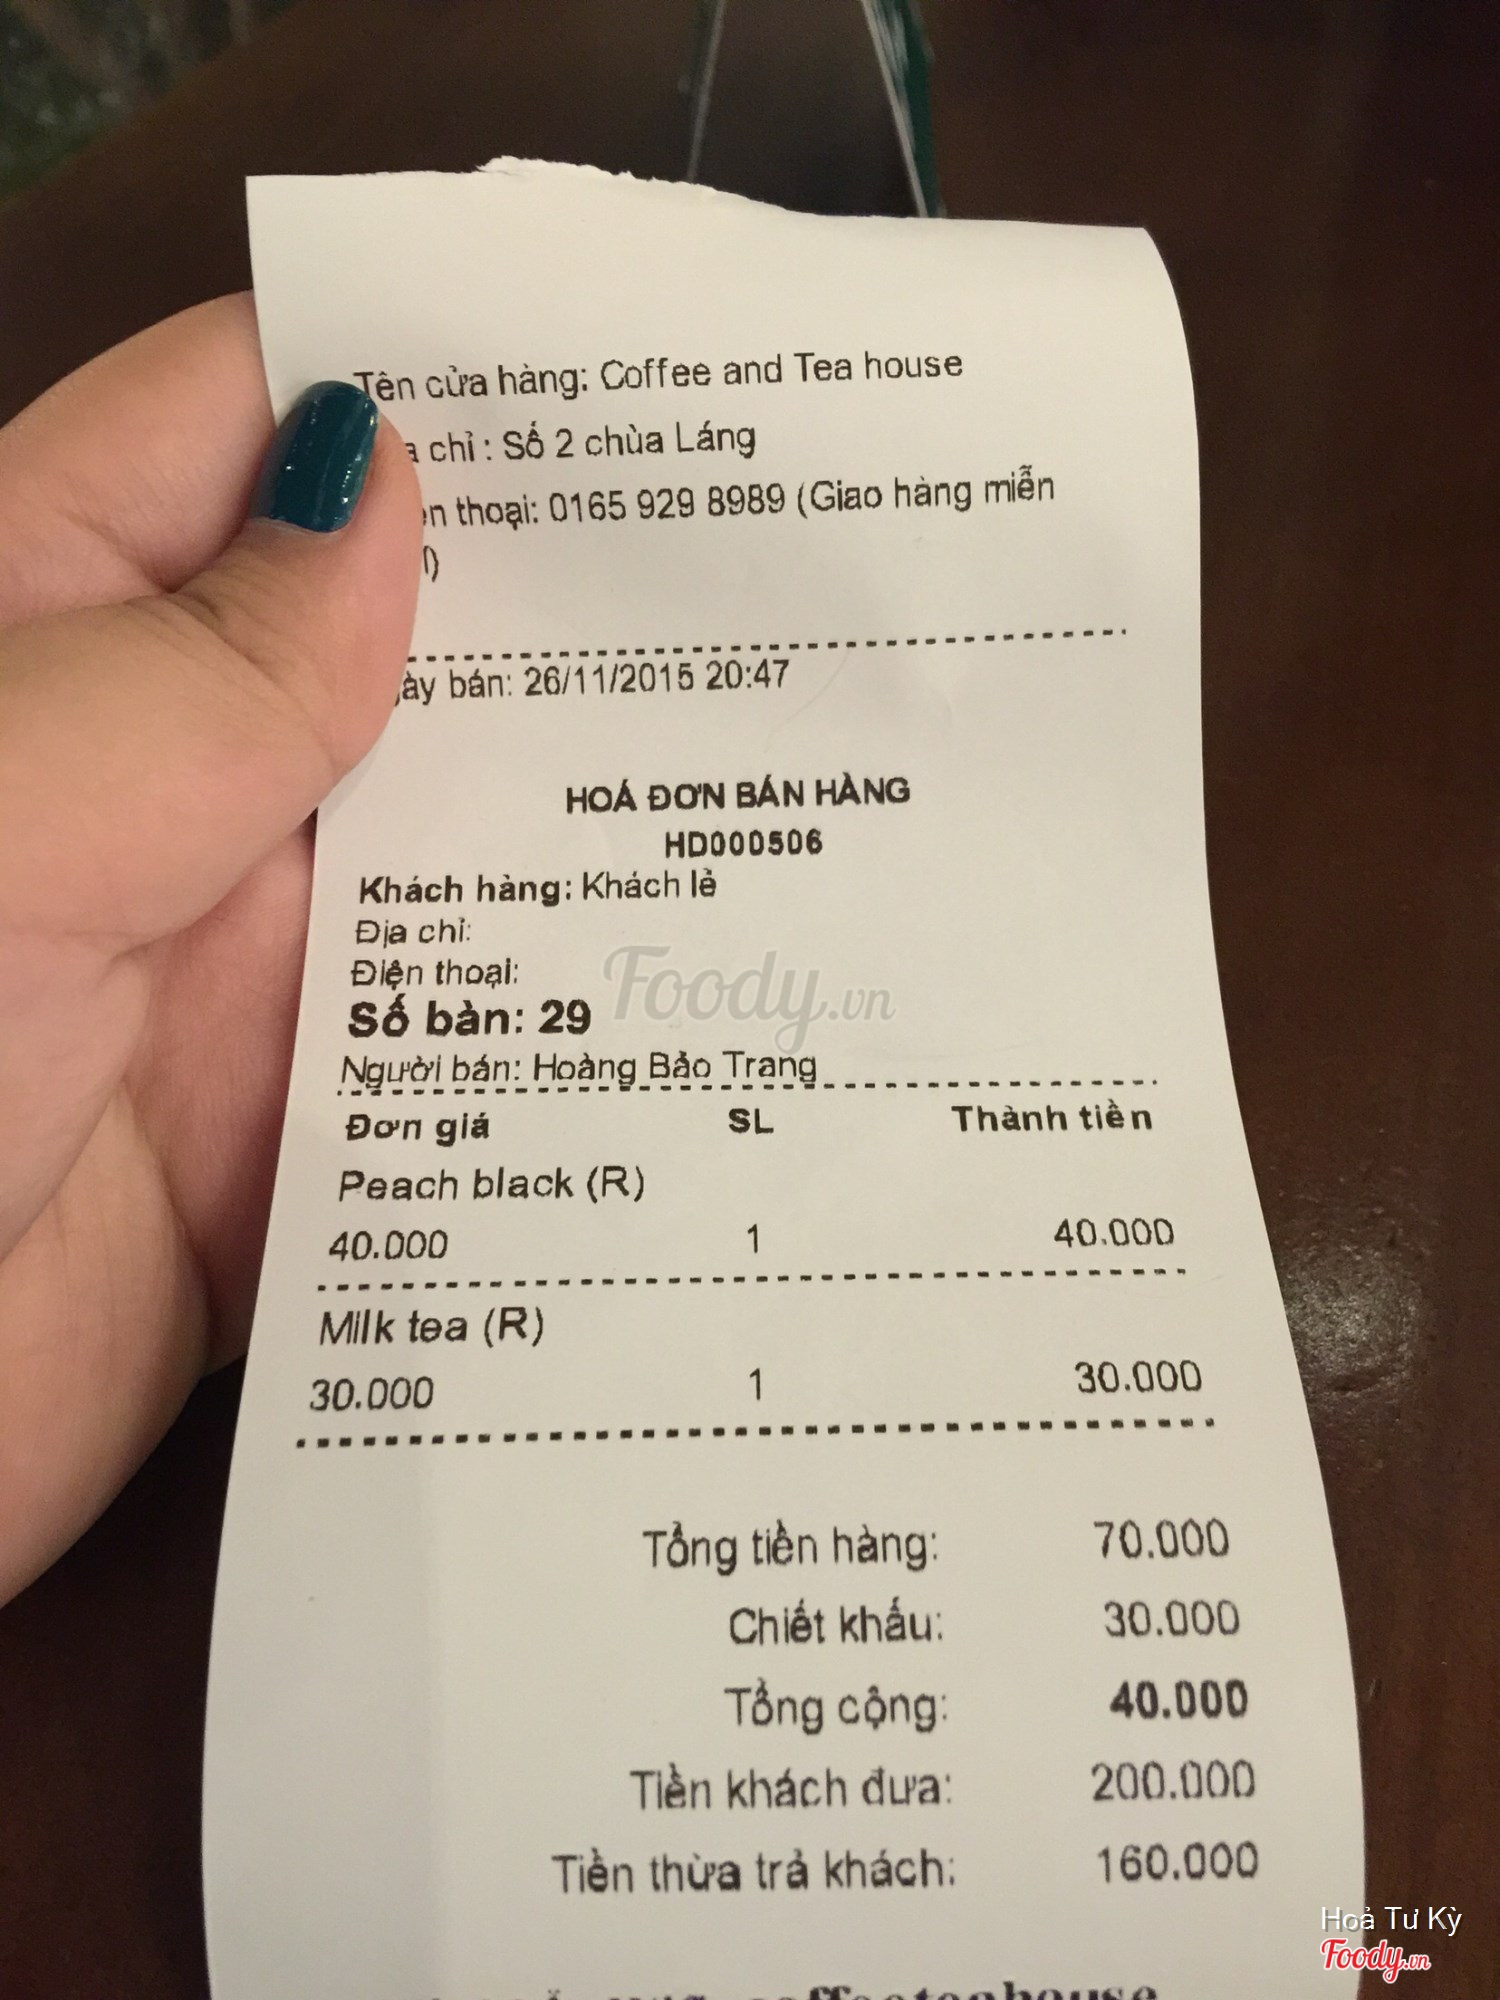 Tên cửa hàng: Coffee and Tea house
chỉ : Số 2 chùa Láng
thoại: 0165 929 8989 (Giao hàng miễn
bán: 26/11/2015 20:47
HOÁ ĐƠN BÁN HÀNG
HD000506
Khách hàng: Khách lẻ
Địa chỉ:
Điện thoại:
Foody.vn
Số bàn: 29
Người bán: Hoàng Bảo Trang
Đơn giá SL Thành tiền
Peach black (R)
40.000 1 40.000
Milk tea (R)
30.000 1 30.000
Tổng tiền hàng: 70.000
Chiết khấu: 30.000
Tổng cộng: 40.000
Tiền khách đưa: 200.000
Tiền thừa trả khách: 160.000
Hoả Tư Kỳ
Foody.vn